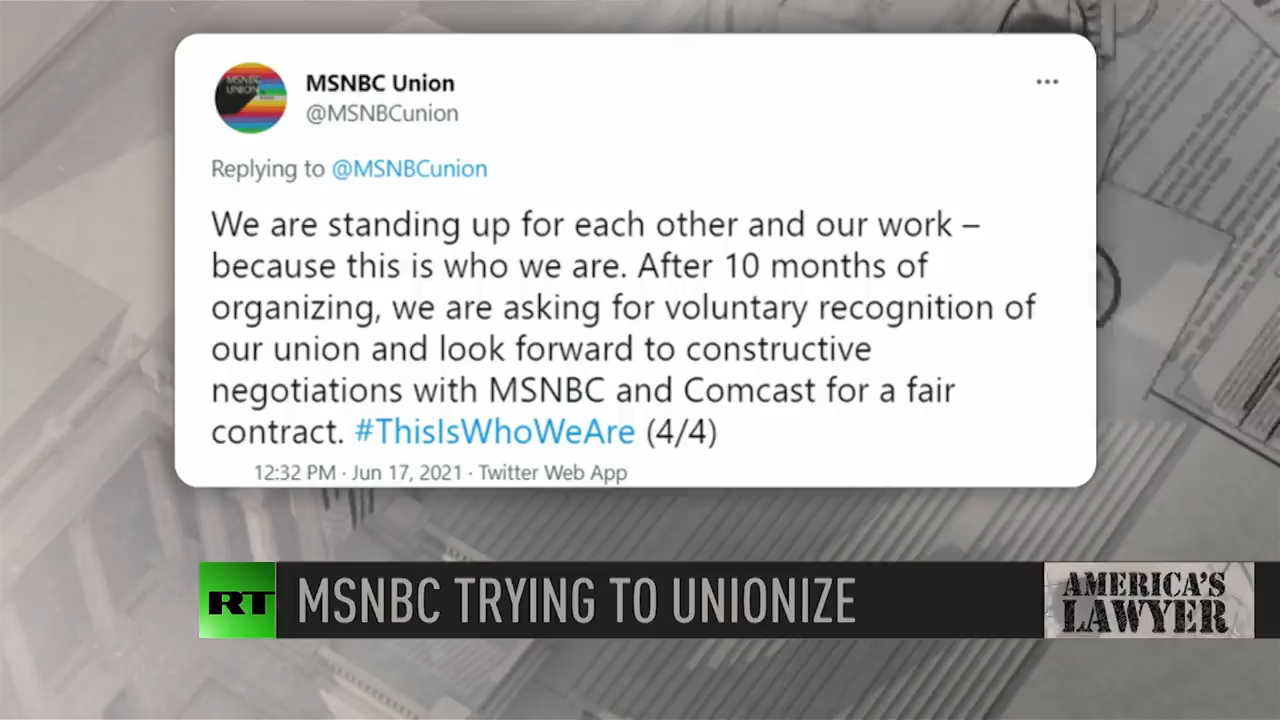 MSNBC
UNION
MSNBC Union
@MSNBCunion
Replying to @MSNBCunion
We are standing up for each other and our work –
because this is who we are. After 10 months of
organizing, we are asking for voluntary recognition of
our union and look forward to constructive
negotiations with MSNBC and Comcast for a fair
contract. #ThisIsWhoWeAre (4/4)
12:32 PM · Jun 17, 2021 · Twitter Web App
RT
MSNBC TRYING TO UNIONIZE
AMERICA'S
LAWYER